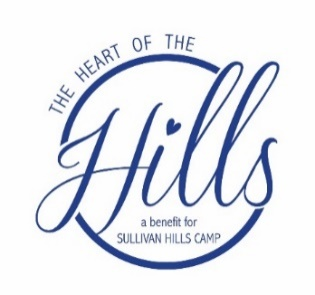 THE HEART OF THE
Hills
a benefit for
SULLIVAN HILLS CAMP